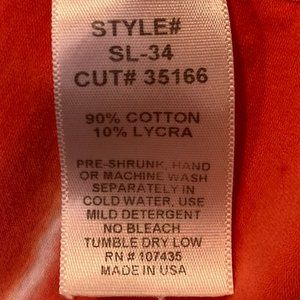 STYLE#
SL-34
CUT# 35166
90% COTTON
10% LYCRA
PRE-SHRUNK, HAND
OR MACHINE WASH
SEPARATELY IN
COLD WATER, USE
MILD DETERGENT
NO BLEACH
TUMBLE DRY LOW
RN # 107435
MADE IN USA